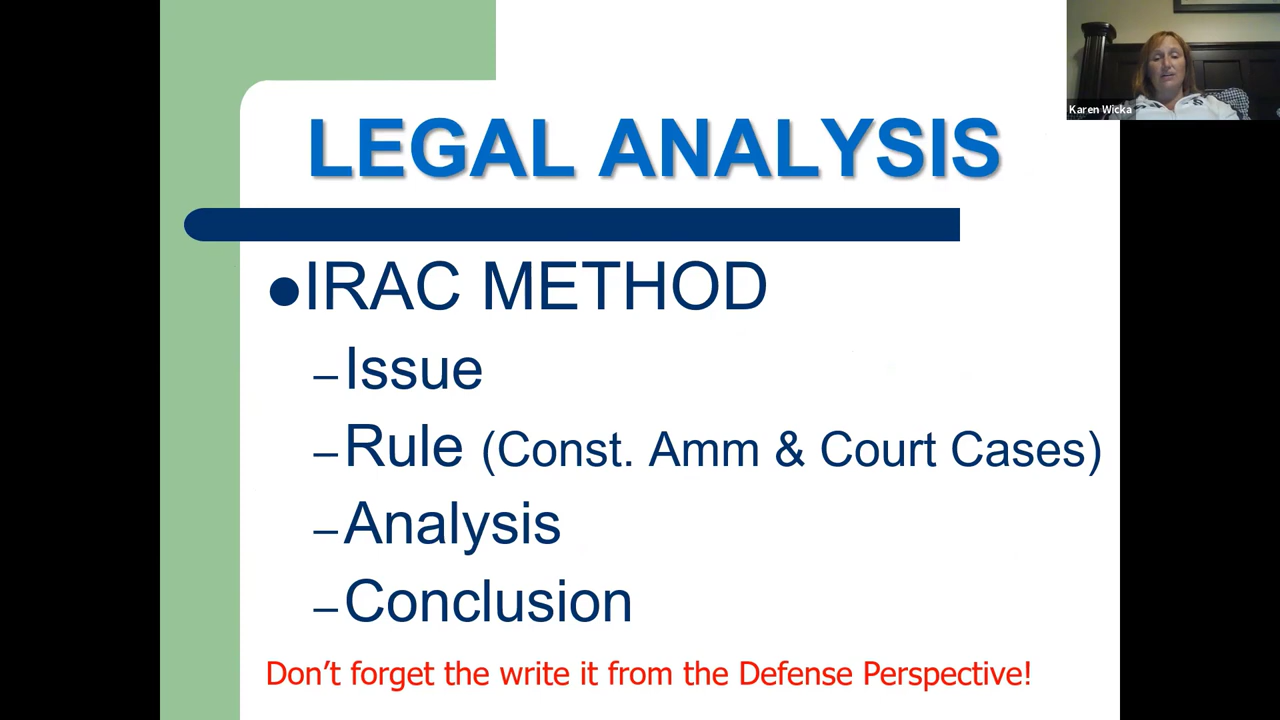 LEGAL ANALYSIS
Karen Wicka
●IRAC METHOD
–Issue
–Rule (Const. Amm & Court Cases)
–Analysis
–Conclusion
Don't forget the write it from the Defense Perspective!